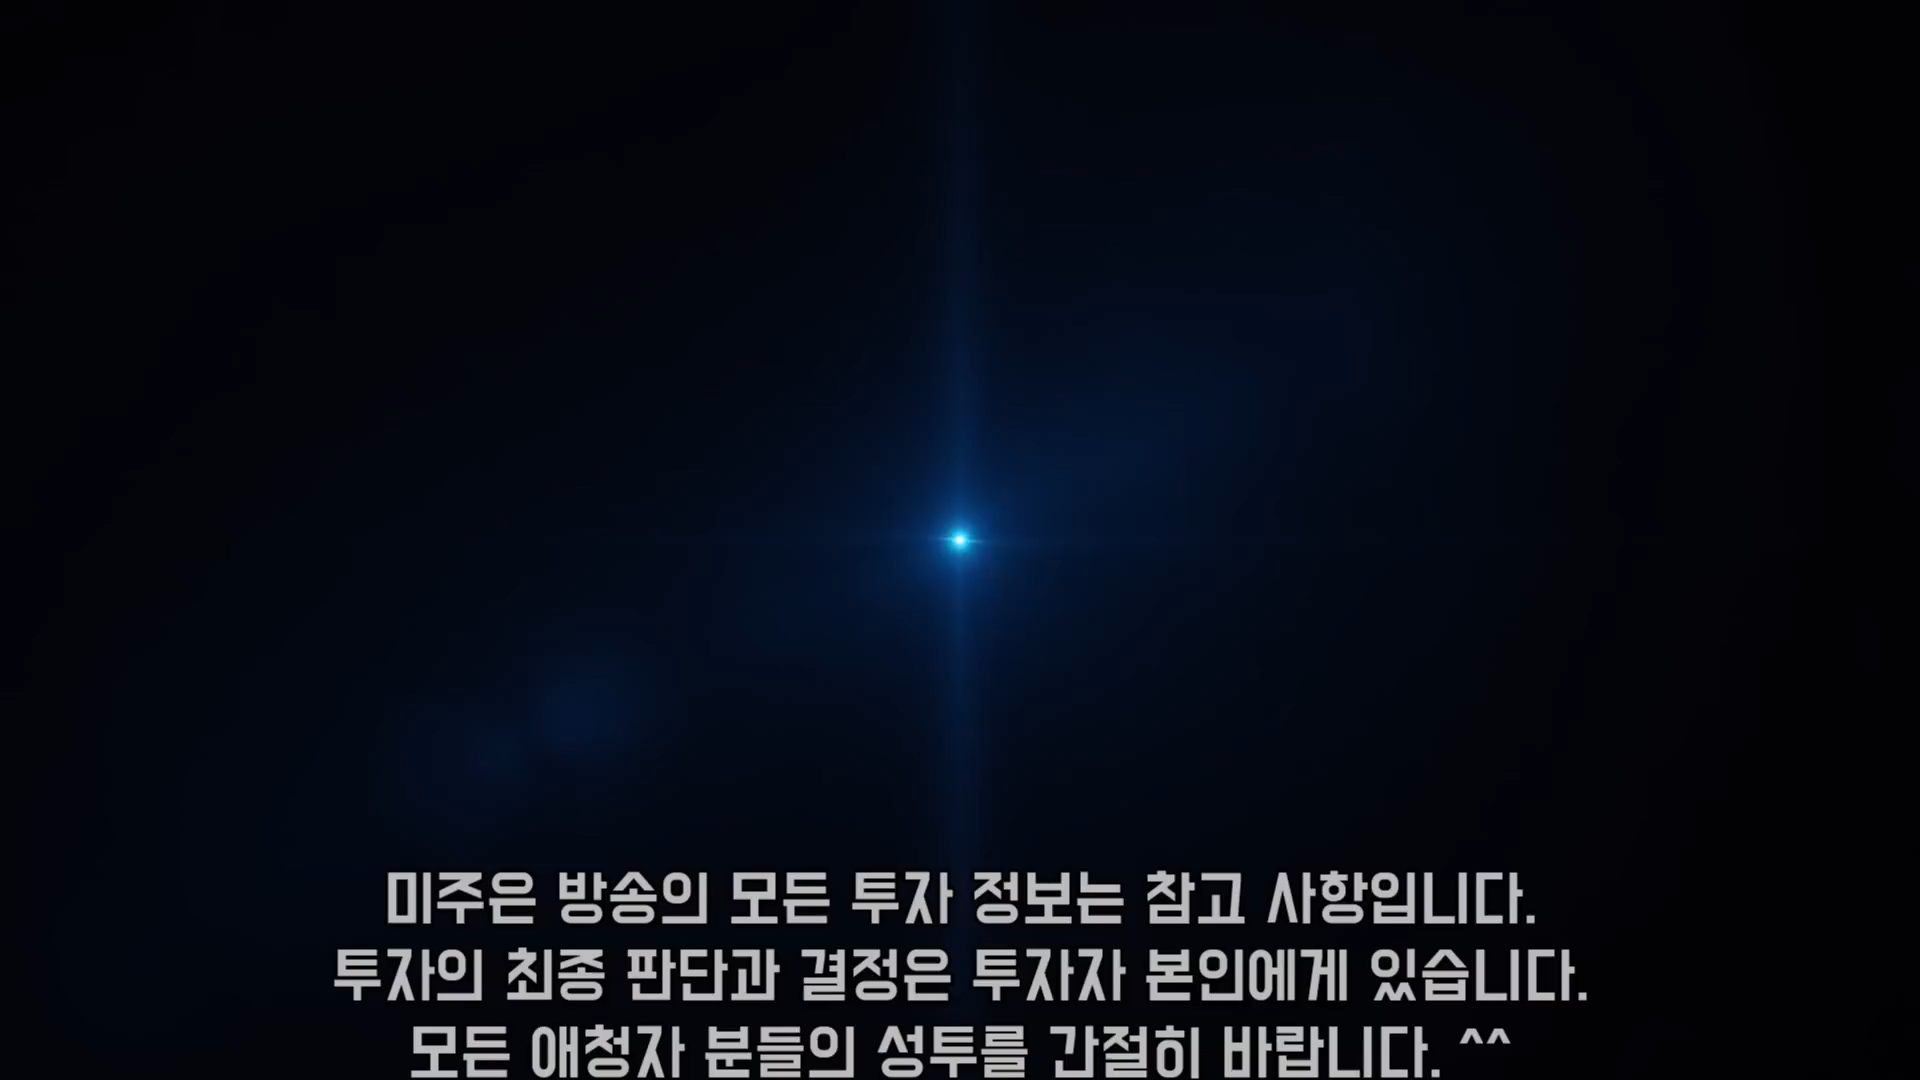 미주은 방송의 모든 투자 정보는 참고 사항입니다.
투자의 최종 판단과 결정은 투자자 본인에게 있습니다.
모든 애청자 분들의 성투를 간절히 바랍니다. ^^